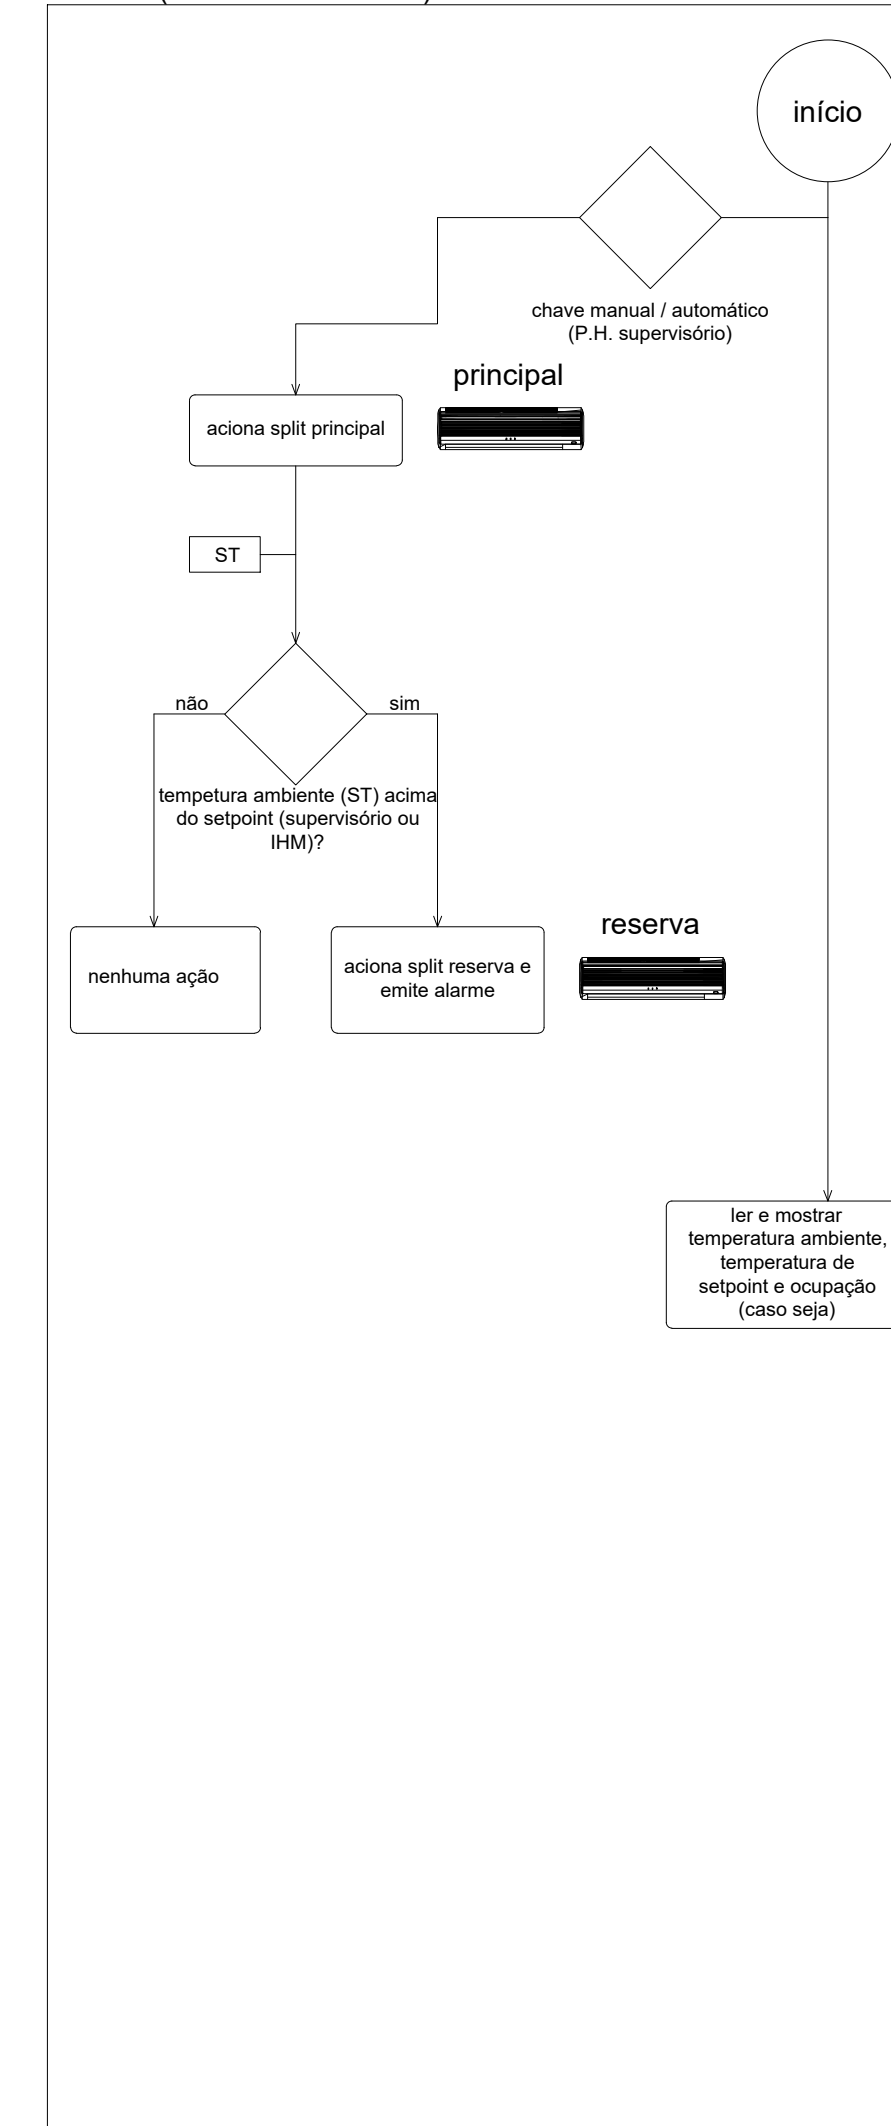 início
chave manual / automático
(P.H. supervisório)
principal
aciona split principal
ST
não
sim
tempetura ambiente (ST) acima
do setpoint (supervisório ou
IHM)?
reserva
nenhuma ação
aciona split reserva e
emite alarme
ler e mostrar
temperatura ambiente,
temperatura de
setpoint e ocupação
(caso seja)